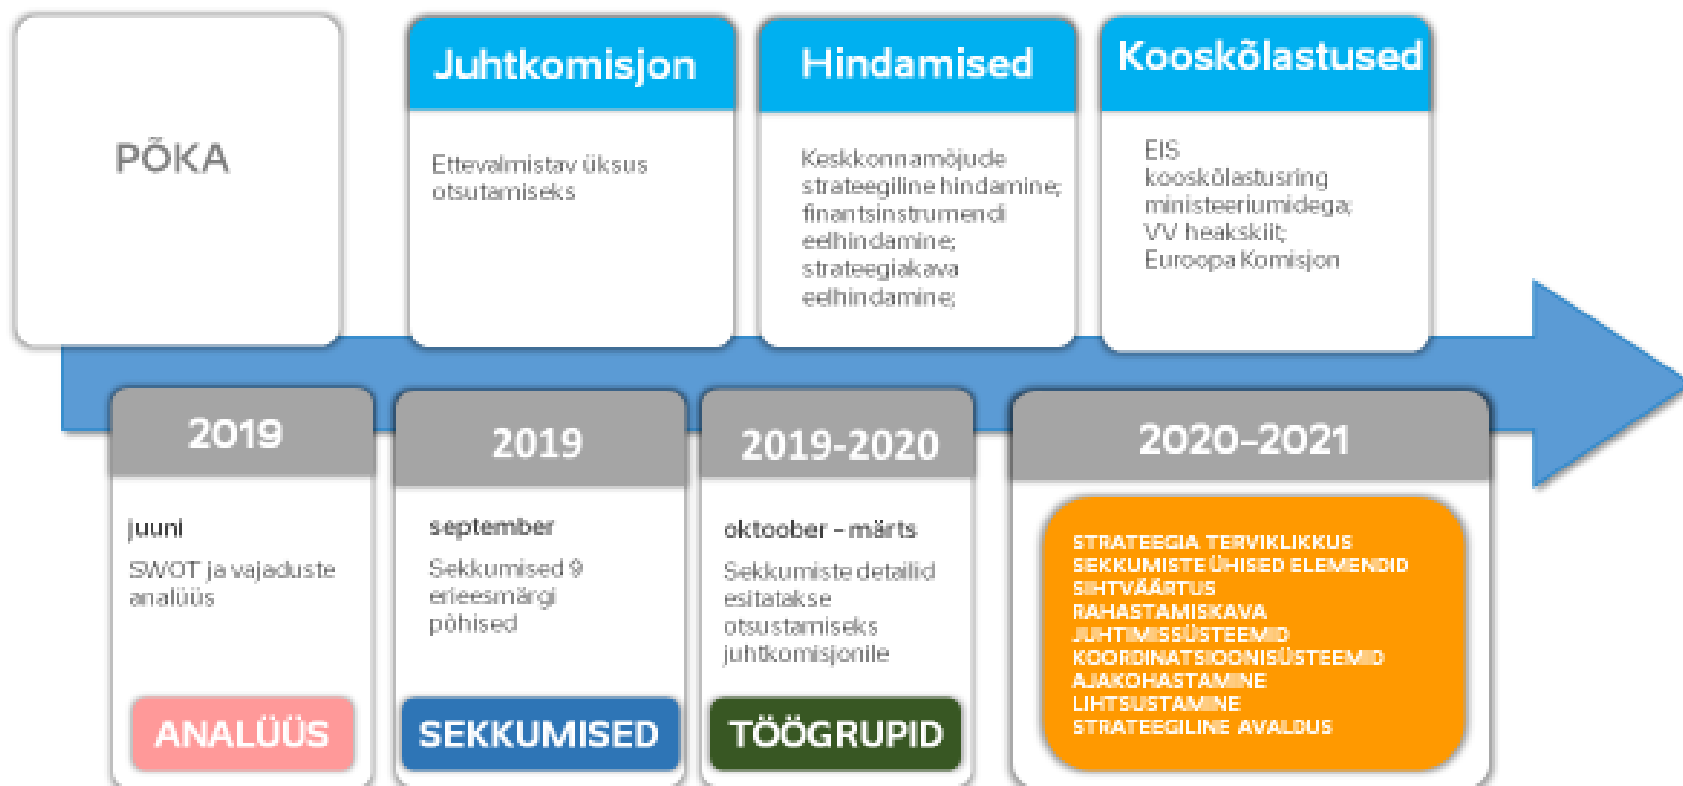 PÕKA
Juhtkomisjon
Ettevalmistav üksus
otsutamiseks
Hindamised
Keskkonnamõjude
strateegiline hindamine;
finantsinstrumendi
eelhindamine;
strateegiakava
eelhindamine;
Kooskõlastused
EIS
kooskõlastusring
ministeeriumidega;
VV heakskiit;
Euroopa Komisjon
2019
juuni
SWOT ja vajaduste
analüüs
ANALÜÜS
2019
september
Sekkumised 9
erieesmärgi
põhised
SEKKUMISED
2019-2020
oktoober – märts
Sekkumiste detailid
esitatakse
otsustamiseks
juhtkomisjonile
TÖÖGRUPID
2020–2021
STRATEEGIA TERVIKLIKKUS
SEKKUMISTE ÜHISED ELEMENDID
SIHTVÄÄRTUS
RAHASTAMISKAVA
JUHTIMISSÜSTEEMID
KOORDINATSIOONISÜSTEEMID
AJAKOHASTAMINE
LIHTSUSTAMINE
STRATEEGILINE AVALDUS